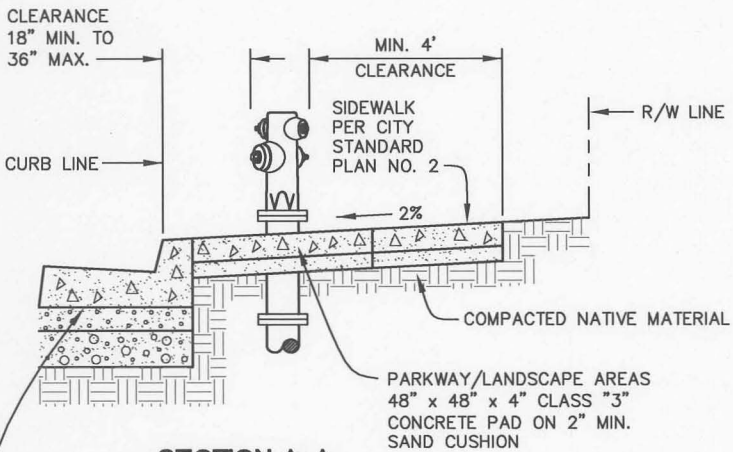 CLEARANCE
18" MIN. TO
36" MAX.
MIN. 4'
CLEARANCE
SIDEWALK
PER CITY
STANDARD
PLAN NO. 2
R/W LINE
CURB LINE
2%
COMPACTED NATIVE MATERIAL
PARKWAY/LANDSCAPE AREAS
48" x 48" x 4" CLASS "3"
CONCRETE PAD ON 2" MIN.
SAND CUSHION
SECTION A-A